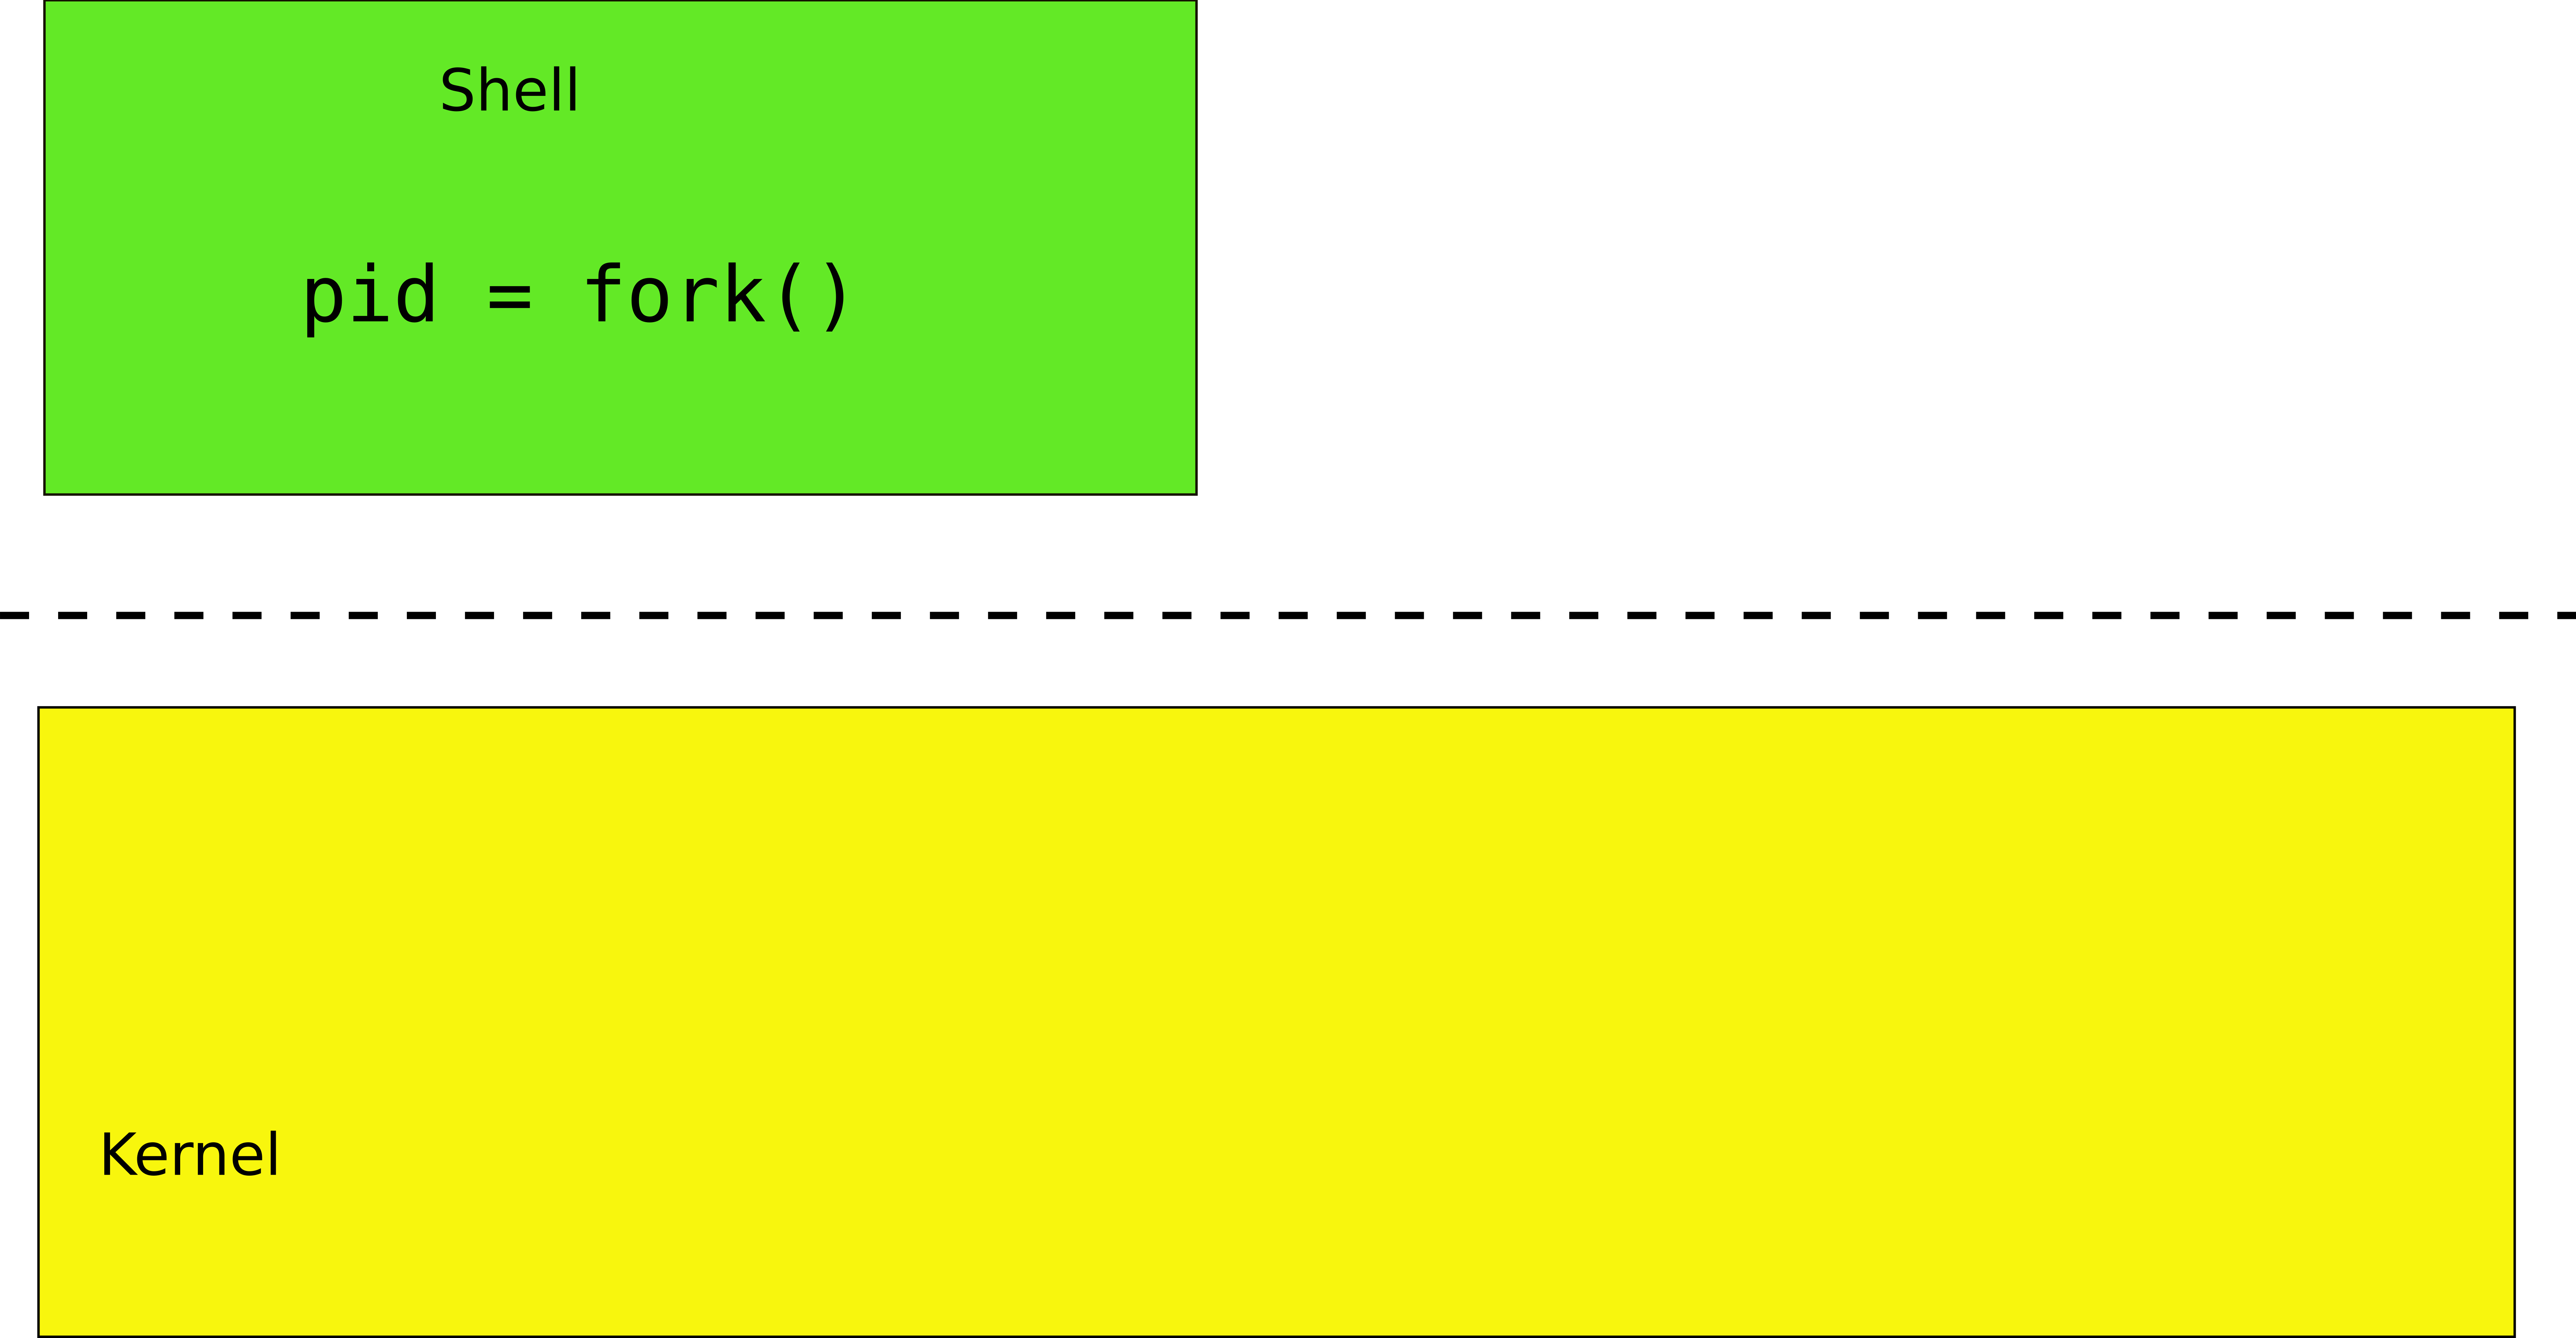 Shell
pid = fork()
Kernel